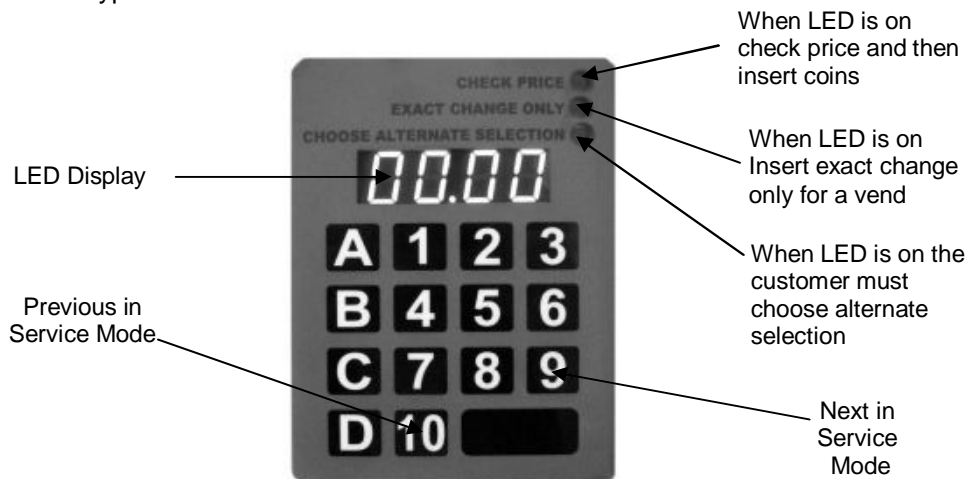 When LED is on
check price and then
insert coins
CHECK PRICE
EXACT CHANGE ONLY
CHOOSE ALTERNATE SELECTION
When LED is on
Insert exact change
only for a vend
LED Display
00.00
A 1 2 3
When LED is on the
customer must
choose alternate
selection
B 4 5 6
Previous in
Service Mode
C 7 8 9
D 10
Next in
Service
Mode